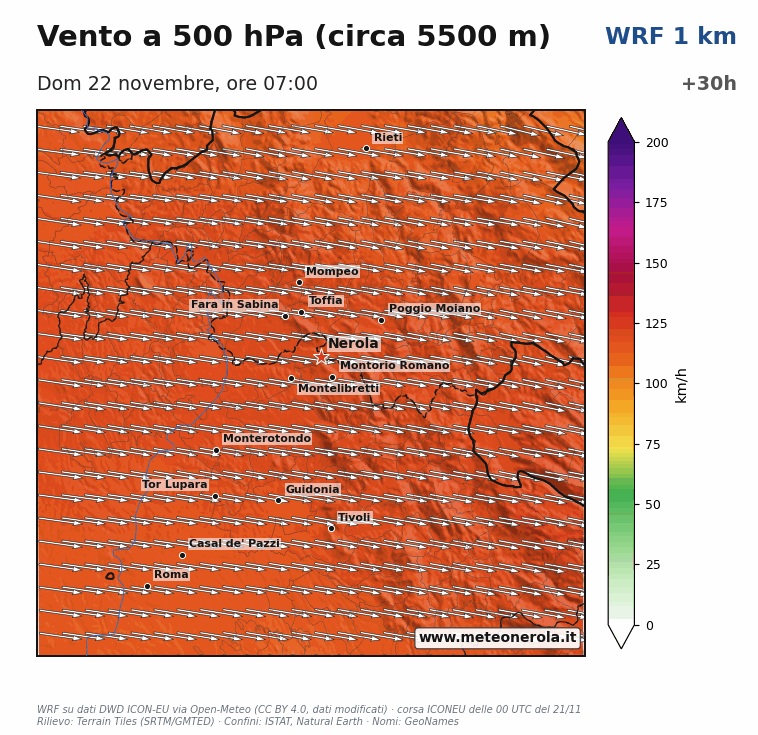 Vento a 500 hPa (circa 5500 m)
WRF 1 km
Dom 22 novembre, ore 07:00
+30h
Rieti
Mompeo
Fara in Sabina
Toffia
Poggio Moiano
Nerola
Montorio Romano
Montelibretti
Monterotondo
Tor Lupara
Guidonia
Tivoli
Casal de' Pazzi
Roma
www.meteonerola.it
200
175
150
125
100
75
50
25
0
km/h
WRF su dati DWD ICON-EU via Open-Meteo (CC BY 4.0, dati modificati) · corsa ICONEU delle 00 UTC del 21/11
Rilievo: Terrain Tiles (SRTM/GMTED) · Confini: ISTAT, Natural Earth · Nomi: GeoNames